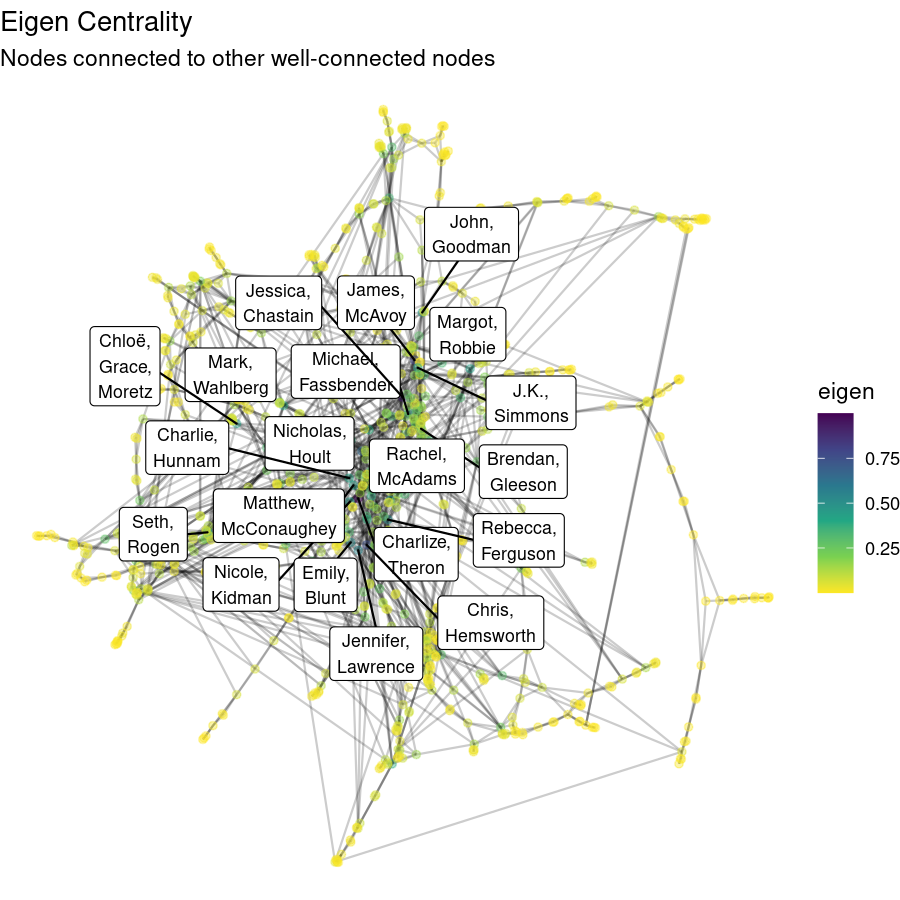 Eigen Centrality
Nodes connected to other well-connected nodes
John,
Goodman
Jessica,
Chastain
James,
McAvoy
Margot,
Robbie
Chloë,
Grace,
Moretz
Mark,
Wahlberg
Michael,
Fassbender
J.K.,
Simmons
Charlie,
Hunnam
Nicholas,
Hoult
Rachel,
McAdams
Brendan,
Gleeson
Matthew,
McConaughey
Seth,
Rogen
Charlize,
Theron
Rebecca,
Ferguson
Nicole,
Kidman
Emily,
Blunt
Chris,
Hemsworth
Jennifer,
Lawrence
eigen
0.75
0.50
0.25